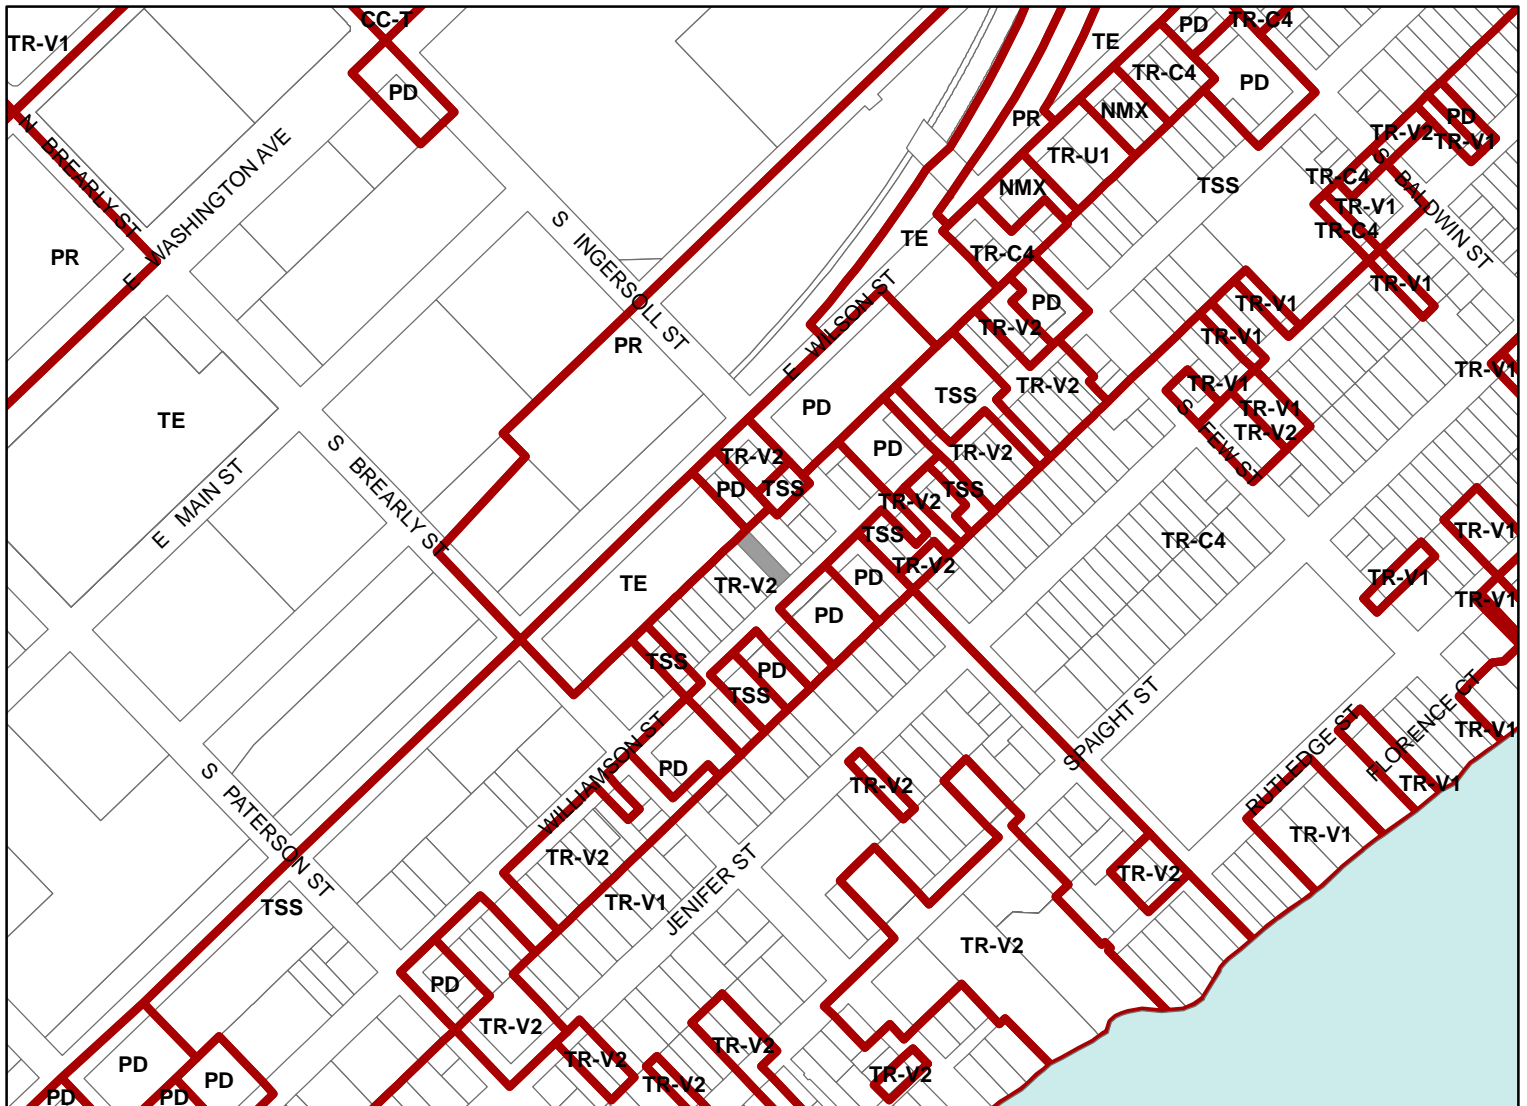 CC-T
TR-V1
PD
TR-C4
TE
PD
TR-C4
PD
PR
NMX
PD
TR-V2
TR-V1
N BREARLY ST
E WASHINGTON AVE
TR-U1
TSS
TR-C4
S BALDWIN ST
NMX
TR-V1
TR-C4
PR
S INGERSOLL ST
TE
TR-C4
TR-V1
E WILSON ST
PD
TR-V1
TR-V2
TR-V1
PR
TR-V1
TR-V2
TR-V1
TSS
PD
TR-V1
TR-V2
S FEW ST
TE
S BREARLY ST
E MAIN ST
PD
TR-V2
TR-V2
PD
TSS
TSS
TR-V2
TR-V1
TSS
TR-C4
TR-V2
PD
TR-V1
TE
TR-V2
TR-V1
PD
TSS
PD
TSS
SPAIGHT ST
FLORENCE CT
TR-V1
RUTLEDGE ST
WILLIAMSON ST
PD
TR-V2
TR-V1
S PATERSON ST
TR-V1
TR-V2
TR-V2
JENIFER ST
TR-V1
TSS
TR-V2
PD
TR-V2
TR-V2
TR-V2
PD
PD
TR-V2
TR-V2
PD
PD